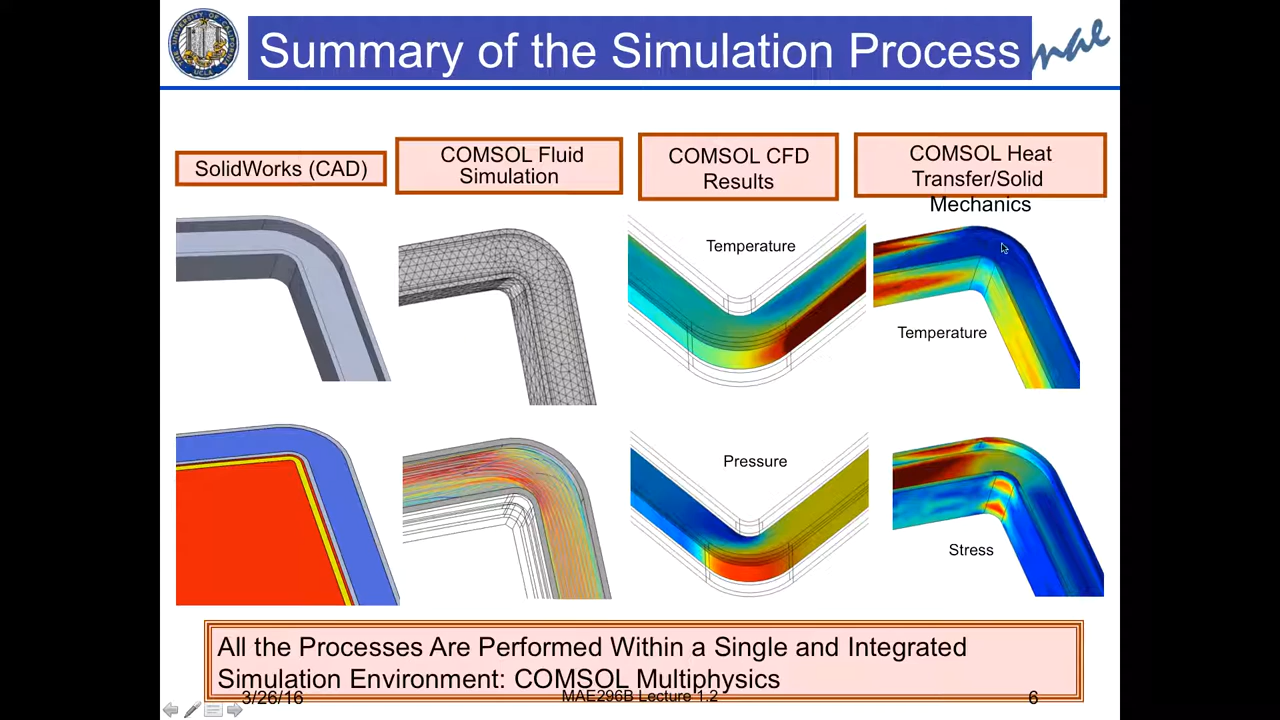 Summary of the Simulation Process
mae
UCLA
SolidWorks (CAD)
COMSOL Fluid
Simulation
COMSOL CFD
Results
COMSOL Heat
Transfer/Solid
Mechanics
Temperature
Temperature
Pressure
Stress
All the Processes Are Performed Within a Single and Integrated
Simulation Environment: COMSOL Multiphysics
3/26/16
MAE296B Lecture 1.2
6